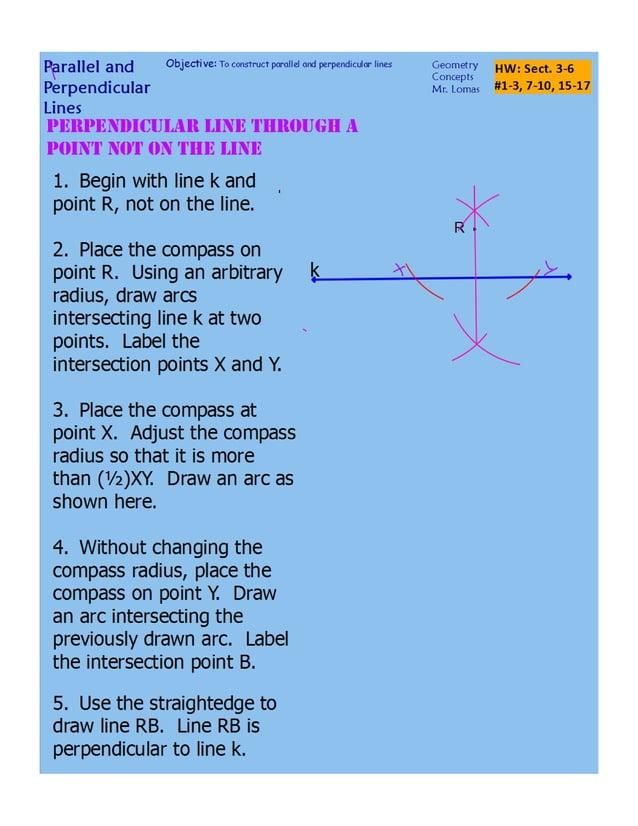 Parallel and
Perpendicular
Lines
Objective: To construct parallel and perpendicular lines
Geometry
Concepts
Mr. Lomas
HW: Sect. 3-6
#1-3, 7-10, 15-17
PERPENDICULAR LINE THROUGH A
POINT NOT ON THE LINE
1. Begin with line k and
point R, not on the line.
2. Place the compass on
point R. Using an arbitrary
radius, draw arcs
intersecting line k at two
points. Label the
intersection points X and Y.
3. Place the compass at
point X. Adjust the compass
radius so that it is more
than (½)XY. Draw an arc as
shown here.
4. Without changing the
compass radius, place the
compass on point Y. Draw
an arc intersecting the
previously drawn arc. Label
the intersection point B.
5. Use the straightedge to
draw line RB. Line RB is
perpendicular to line k.
R
k
x
y